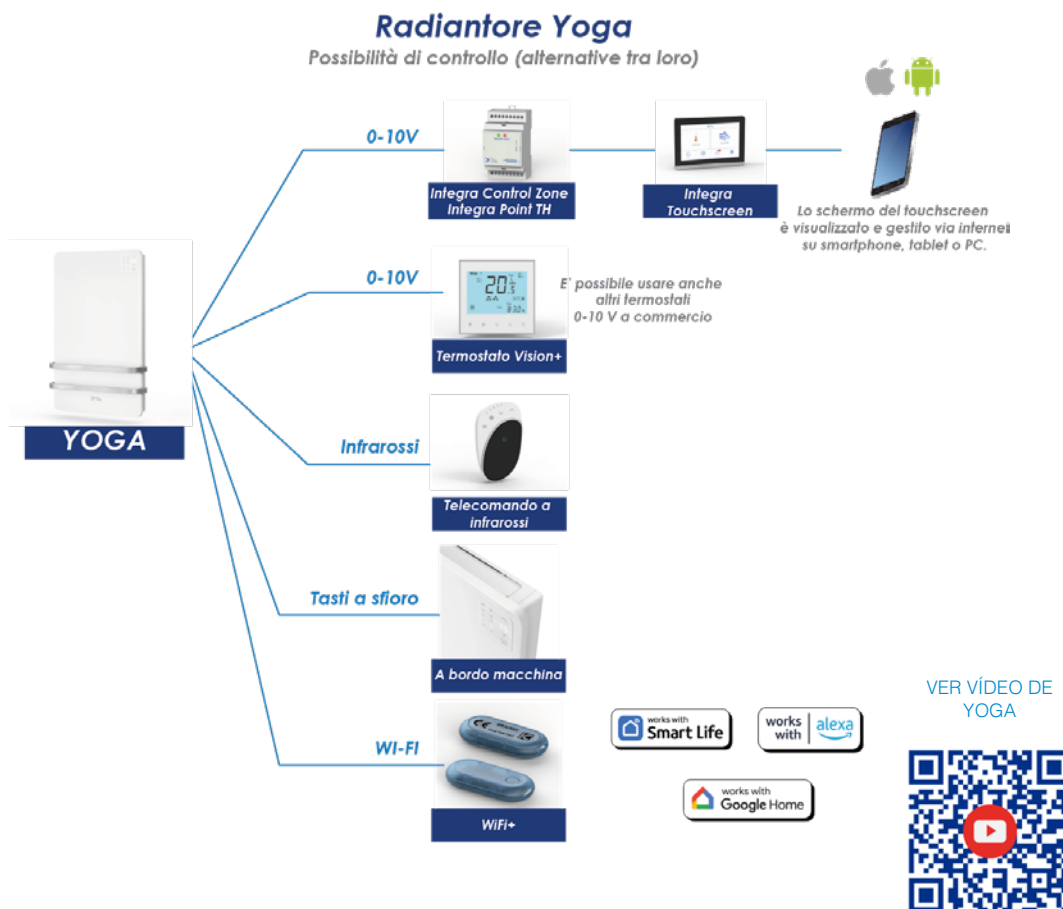 Radiantore Yoga
Possibilità di controllo (alternative tra loro)
0-10V
Integra Control Zone
Integra Point TH
Integra
Touchscreen
Lo schermo del touchscreen
è visualizzato e gestito via internet
su smartphone, tablet o PC.
0-10V
Termostato Vision+
E' possibile usare anche
altri termostati
0-10 V a commercio
YOGA
Infrarossi
Telecomando a
infrarossi
Tasti a sfioro
A bordo macchina
WI-FI
WiFi+
works with
Smart Life
works
with
alexa
works with
Google Home
VER VÍDEO DE
YOGA